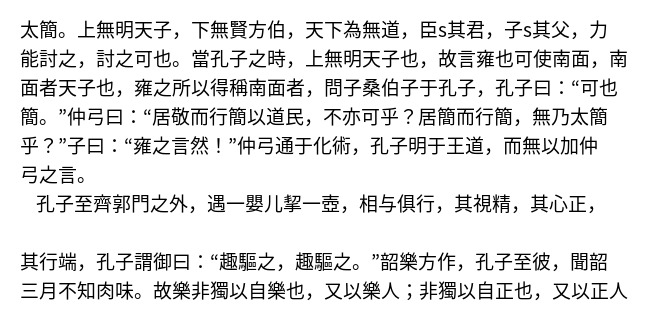 太簡。上無明天子，下無賢方伯，天下為無道，臣s其君，子s其父，力
能討之，討之可也。當孔子之時，上無明天子也，故言雍也可使南面，南
面者天子也，雍之所以得稱南面者，問子桑伯子于孔子，孔子曰：“可也
簡。”仲弓曰：“居敬而行簡以道民，不亦可乎？居簡而行簡，無乃太簡
乎？”子曰：“雍之言然！”仲弓通于化術，孔子明于王道，而無以加仲
弓之言。
孔子至齊郭門之外，遇一嬰儿挈一壺，相与俱行，其視精，其心正，
其行端，孔子謂御曰：“趣驅之，趣驅之。”韶樂方作，孔子至彼，聞韶
三月不知肉味。故樂非獨以自樂也，又以樂人；非獨以自正也，又以正人